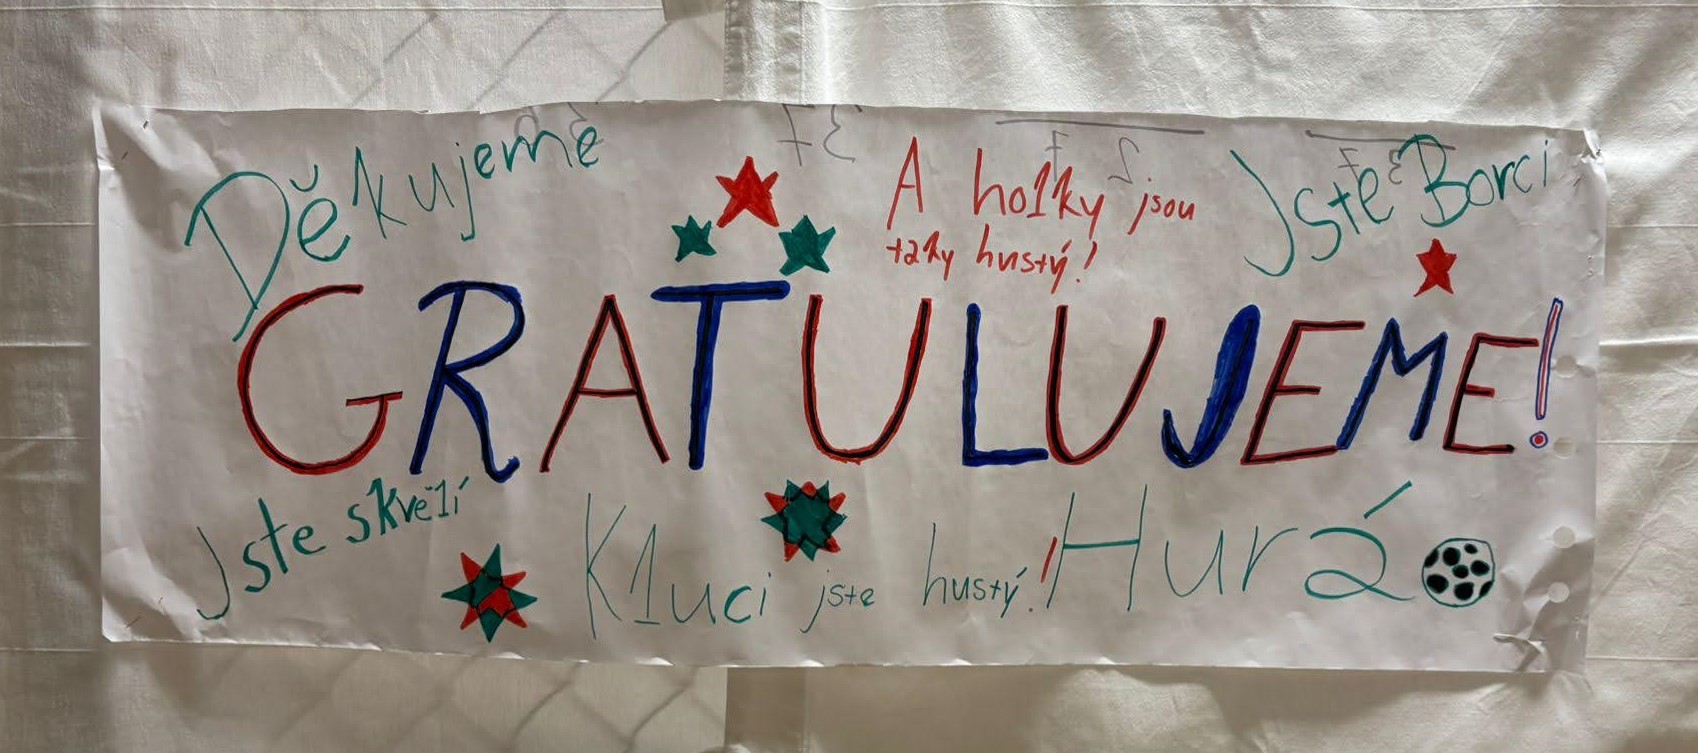 Děkujeme
A holky jsou
taky hustý!
Jste Borci
GRATULUJEME!
Jste skvělí
Kluci jste hustý!
Hurá